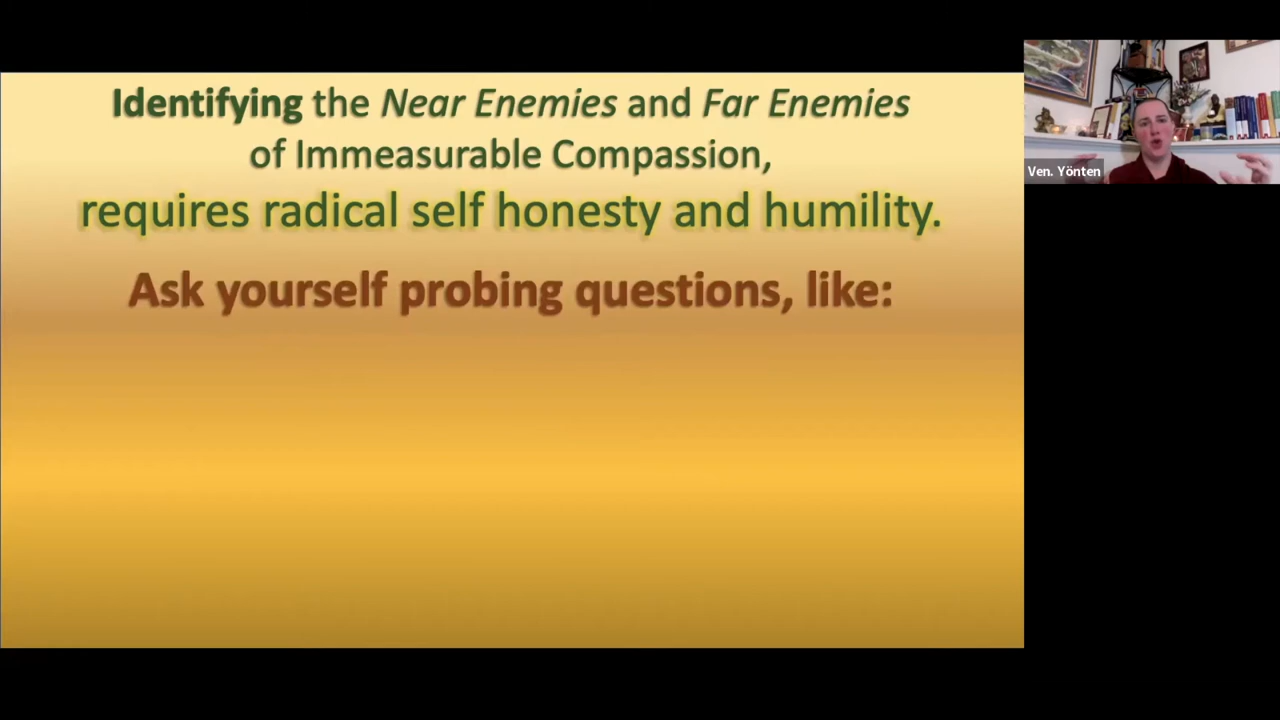 Identifying the Near Enemies and Far Enemies
of Immeasurable Compassion,
requires radical self honesty and humility.
Ask yourself probing questions, like:
Ven. Yönten